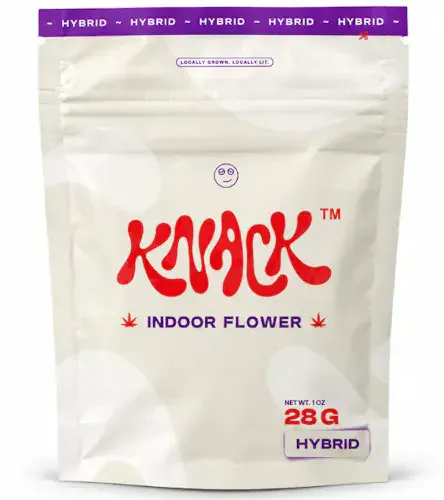 ~ HYBRID ~ HYBRID ~ HYBRID ~ HYBRID ~ HYBRID ~
LOCALLY GROWN. LOCALLY LIT.
KNACK™
INDOOR FLOWER
NET WT. 1 OZ
28 G
HYBRID